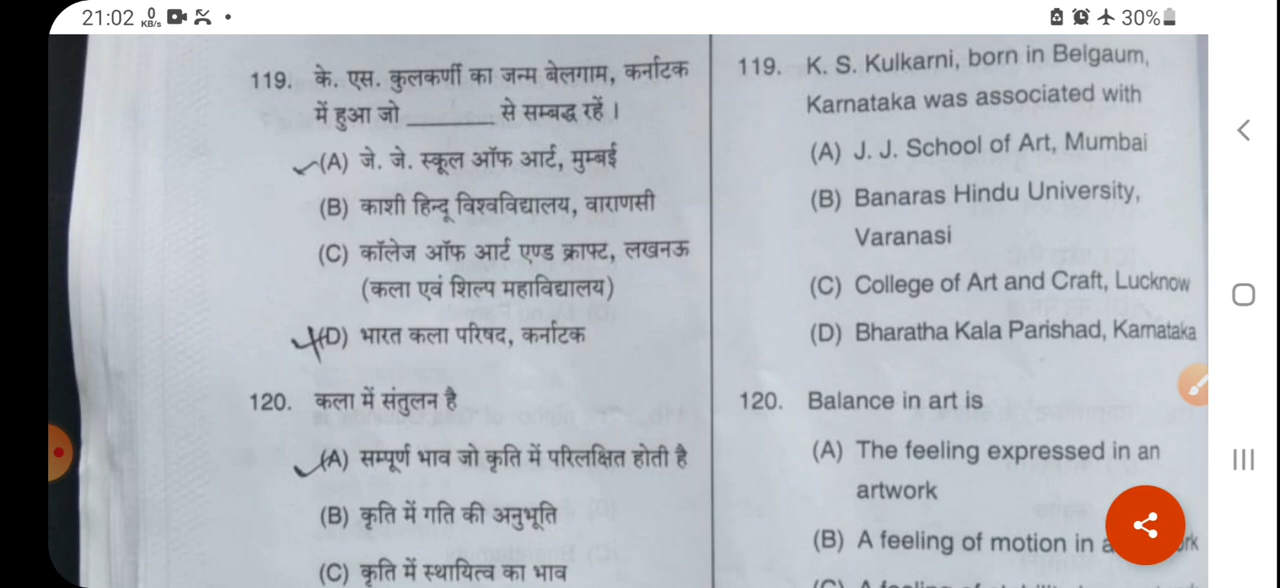 21:02 0 KB/s 30%
119. के. एस. कुलकर्णी का जन्म बेलगाम, कर्नाटक
में हुआ जो ______ से सम्बद्ध रहें ।
(A) जे. जे. स्कूल ऑफ आर्ट, मुम्बई
(B) काशी हिन्दू विश्वविद्यालय, वाराणसी
(C) कॉलेज ऑफ आर्ट एण्ड क्राफ्ट, लखनऊ
(कला एवं शिल्प महाविद्यालय)
(D) भारत कला परिषद, कर्नाटक
120. कला में संतुलन है
(A) सम्पूर्ण भाव जो कृति में परिलक्षित होती है
(B) कृति में गति की अनुभूति
(C) कृति में स्थायित्व का भाव
119. K. S. Kulkarni, born in Belgaum,
Karnataka was associated with
(A) J. J. School of Art, Mumbai
(B) Banaras Hindu University,
Varanasi
(C) College of Art and Craft, Lucknow
(D) Bharatha Kala Parishad, Karnataka
120. Balance in art is
(A) The feeling expressed in an
artwork
(B) A feeling of motion in